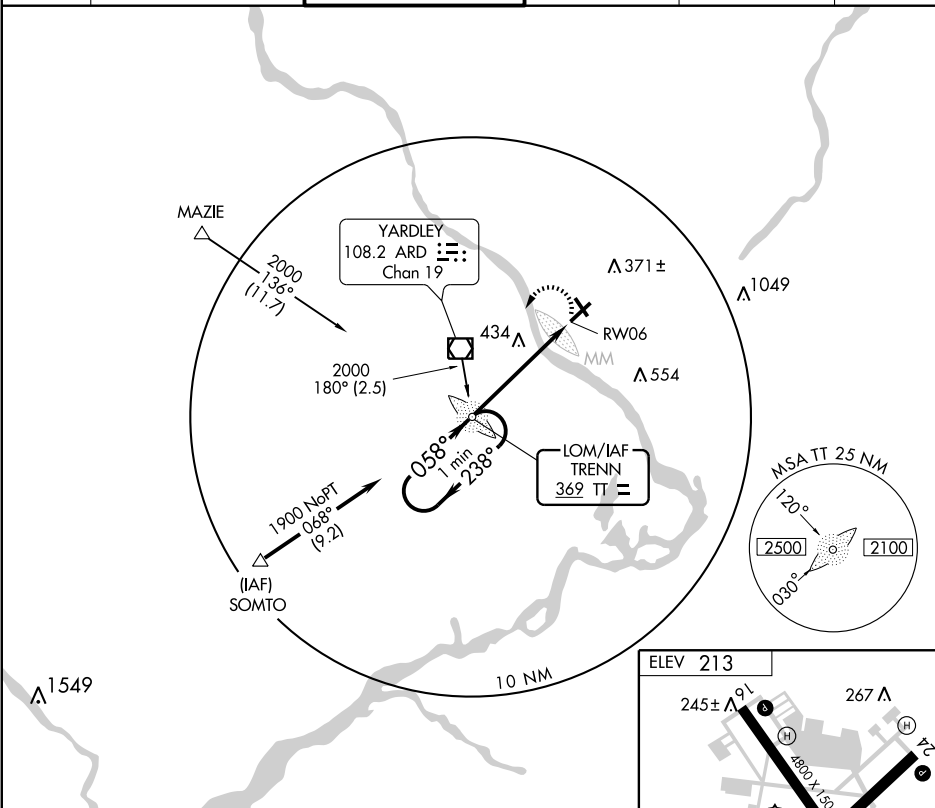 MAZIE
2000
136°
(11.7)
YARDLEY
108.2 ARD
Chan 19
371±
1049
434
RW06
MM
554
2000
180° (2.5)
LOM/IAF
TRENN
369 TT
058°
1 min
238°
1900 NoPT
068°
(9.2)
(IAF)
SOMTO
MSA TT 25 NM
120°
2500
2100
030°
10 NM
1549
ELEV 213
245±
16
P
267
H
H
24
P
4800 X 150